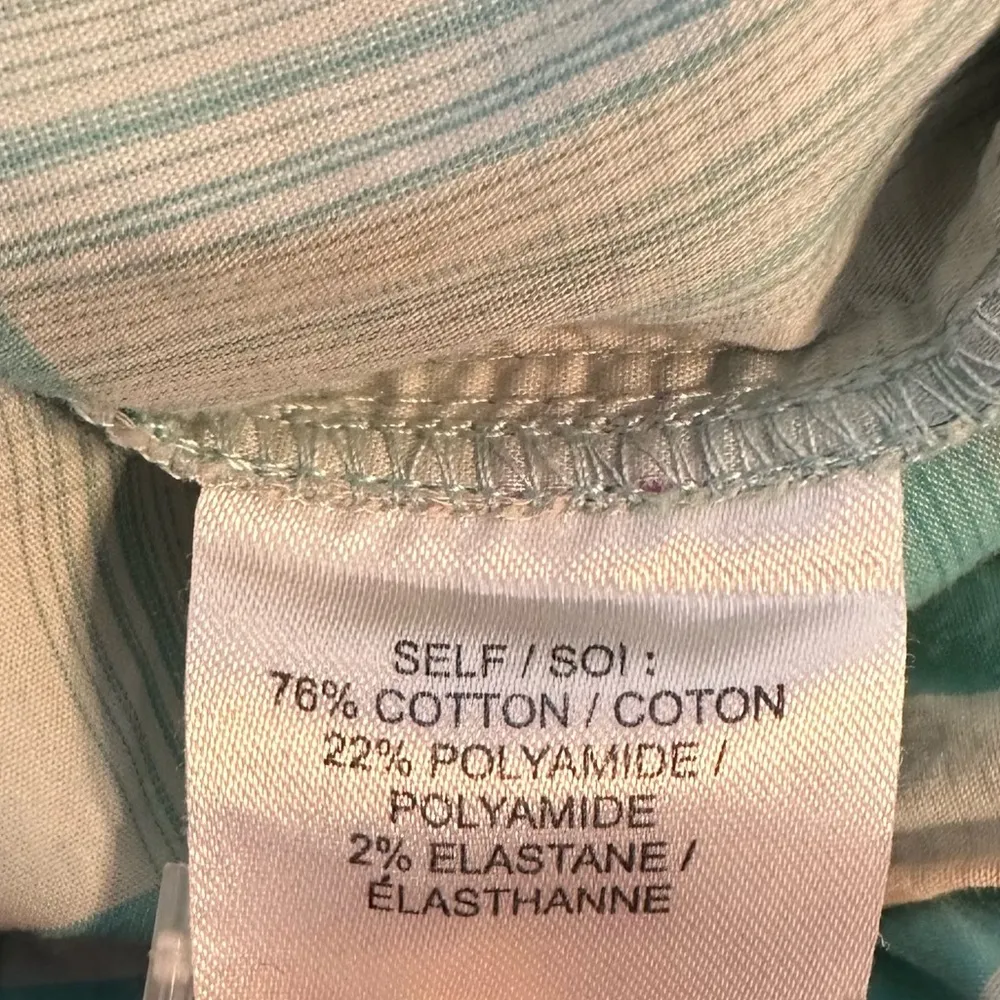 SELF / SOI :
76% COTTON / COTON
22% POLYAMIDE /
POLYAMIDE
2% ELASTANE /
ÉLASTHANNE